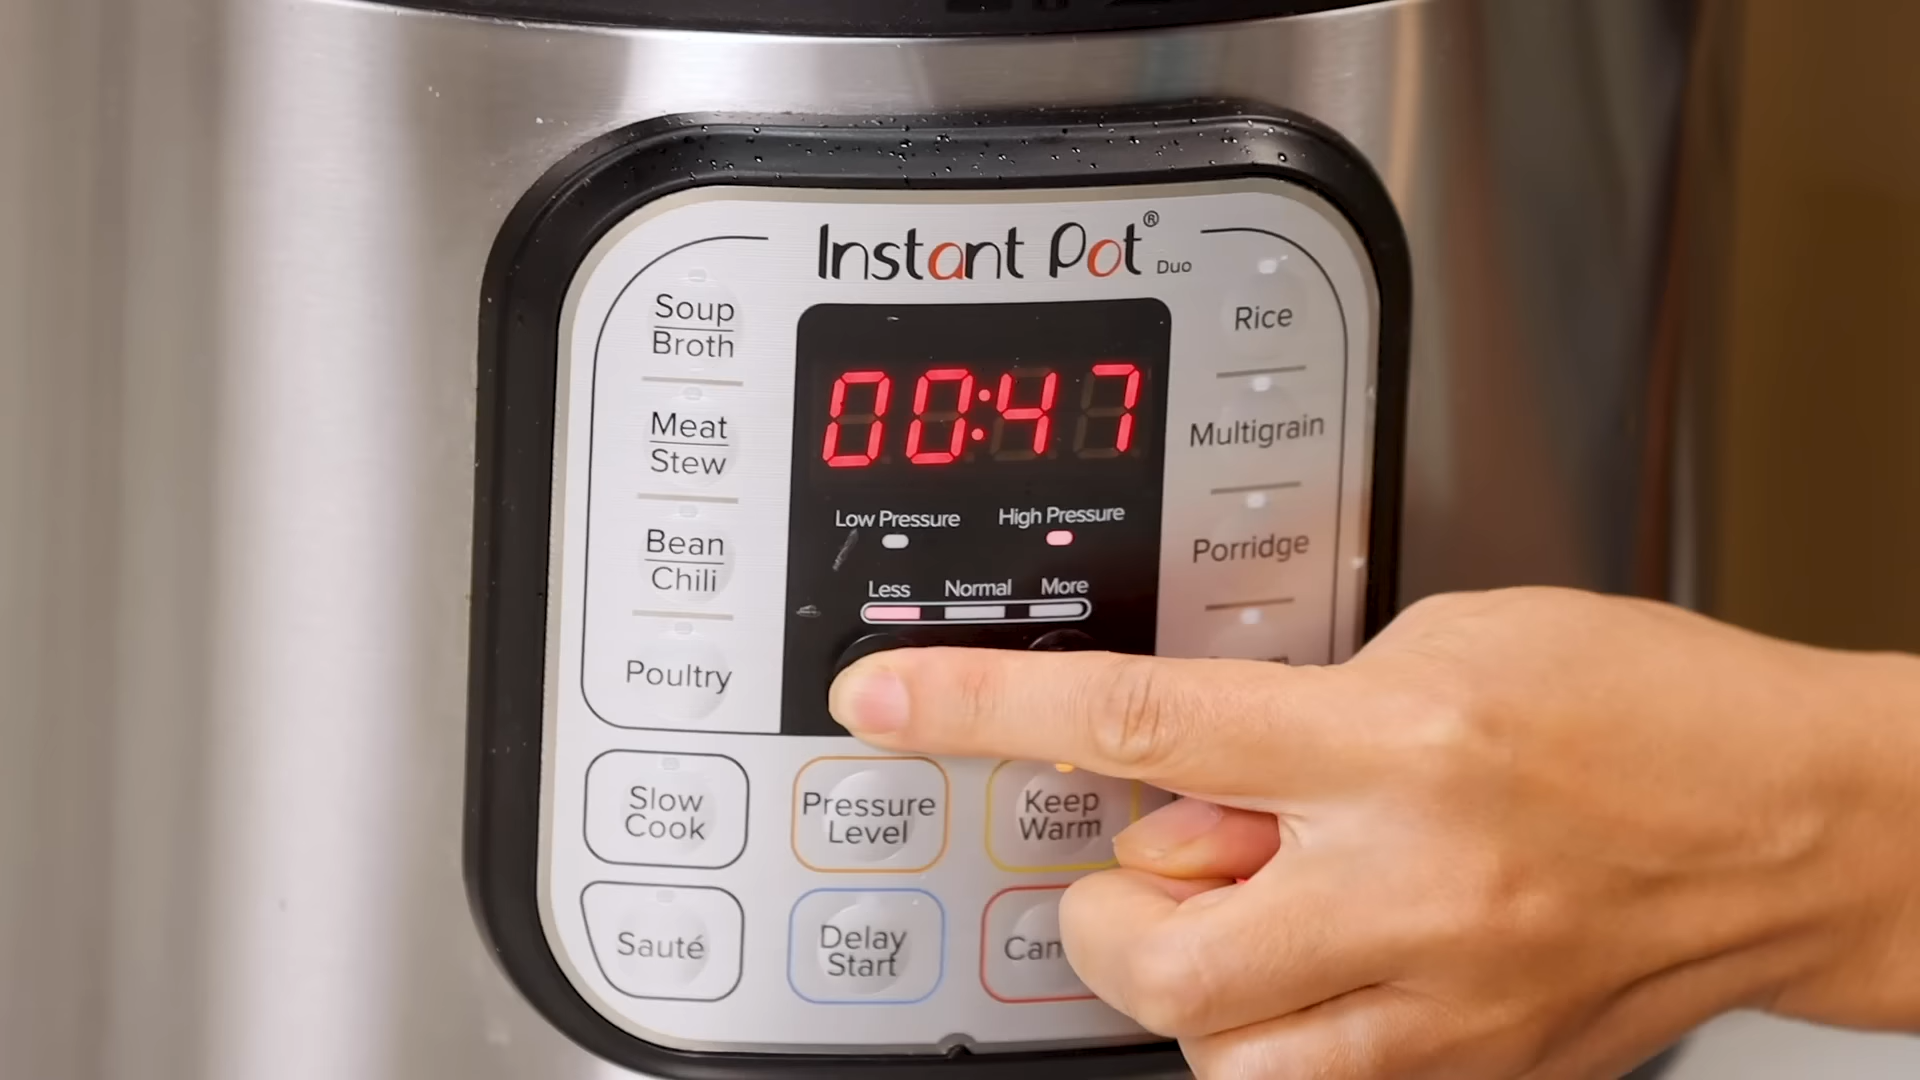 Instant Pot® Duo
Soup
Broth
Meat
Stew
Bean
Chili
Poultry
00:47
Low Pressure High Pressure
Less Normal More
Rice
Multigrain
Porridge
Slow
Cook
Pressure
Level
Keep
Warm
Sauté
Delay
Start
Can